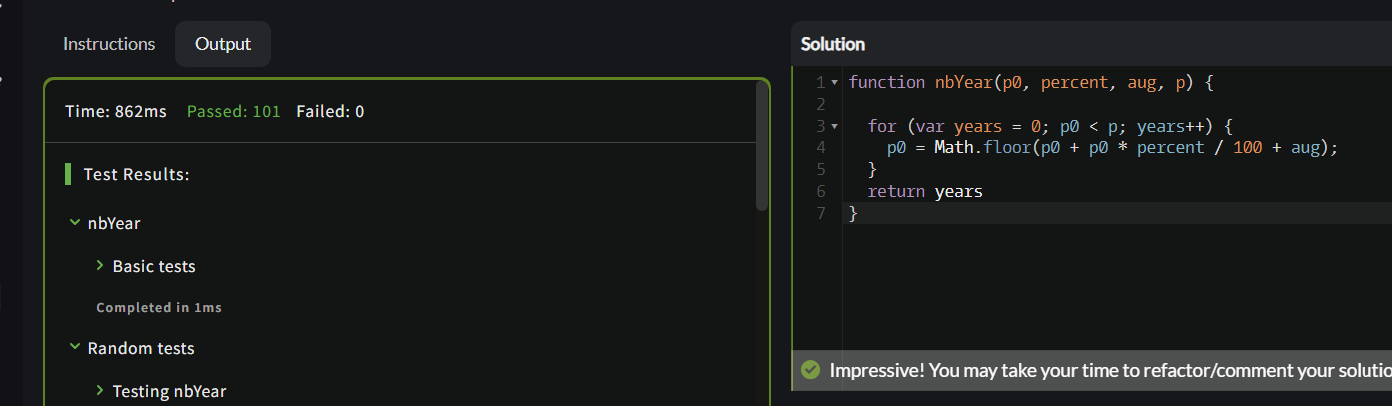 Instructions
Output
Time: 862ms Passed: 101 Failed: 0
Test Results:
nbYear
Basic tests
Completed in 1ms
Random tests
Testing nbYear
Solution
1 function nbYear(p0, percent, aug, p) {
2
3   for (var years = 0; p0 < p; years++) {
4     p0 = Math.floor(p0 + p0 * percent / 100 + aug);
5   }
6   return years
7 }
Impressive! You may take your time to refactor/comment your